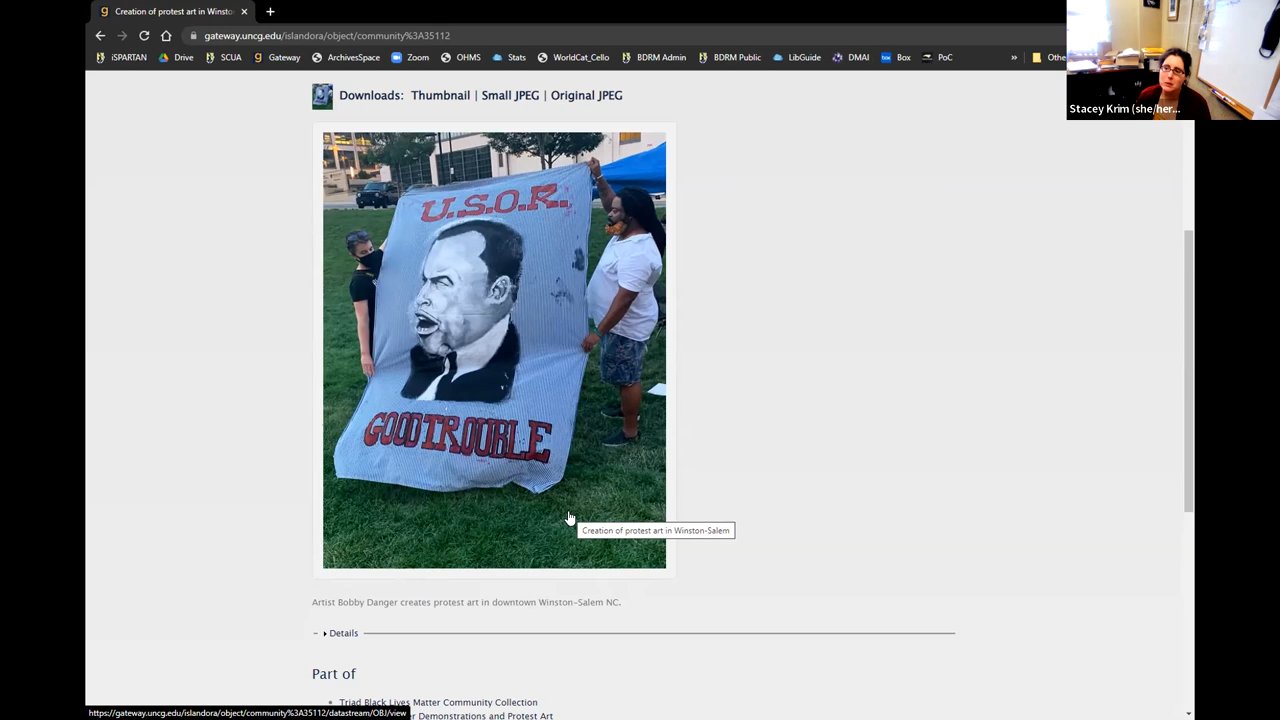 Creation of protest art in Winsto
gateway.uncg.edu/islandora/object/community%3A35112
iSPARTAN Drive SCUA Gateway ArchivesSpace Zoom OHMS Stats WorldCat_Cello BDRM Admin BDRM Public LibGuide DMAI Box PoC » Othe
Stacey Krim (she/her...
Downloads: Thumbnail | Small JPEG | Original JPEG
U.S.O.R.
GOOD TROUBLE
Creation of protest art in Winston-Salem
Artist Bobby Danger creates protest art in downtown Winston-Salem NC.
Details
Part of
Triad Black Lives Matter Community Collection
er Demonstrations and Protest Art
https://gateway.uncg.edu/islandora/object/community%3A35112/datastream/OBJ/view